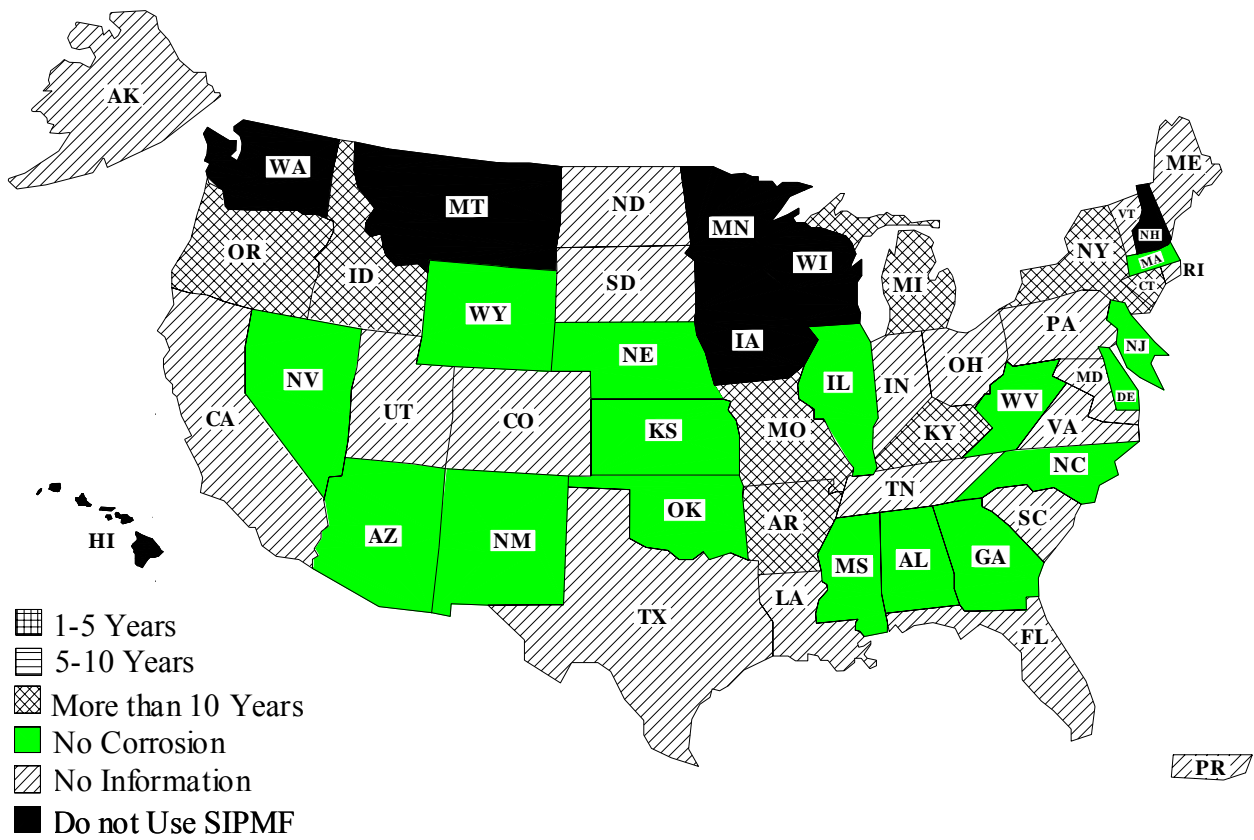 AK
ME
WA
VT
ND
MT
MN
NH
NY
OR
MA
WI
ID
RI
SD
MI
CT
WY
PA
IA
NJ
NE
OH
NV
IL
IN
MD
DE
UT
WV
CA
CO
VA
KS
MO
KY
NC
TN
OK
SC
AR
AZ
HI
NM
GA
AL
MS
LA
TX
FL
1-5 Years
5-10 Years
More than 10 Years
No Corrosion
No Information
PR
Do not Use SIPMF